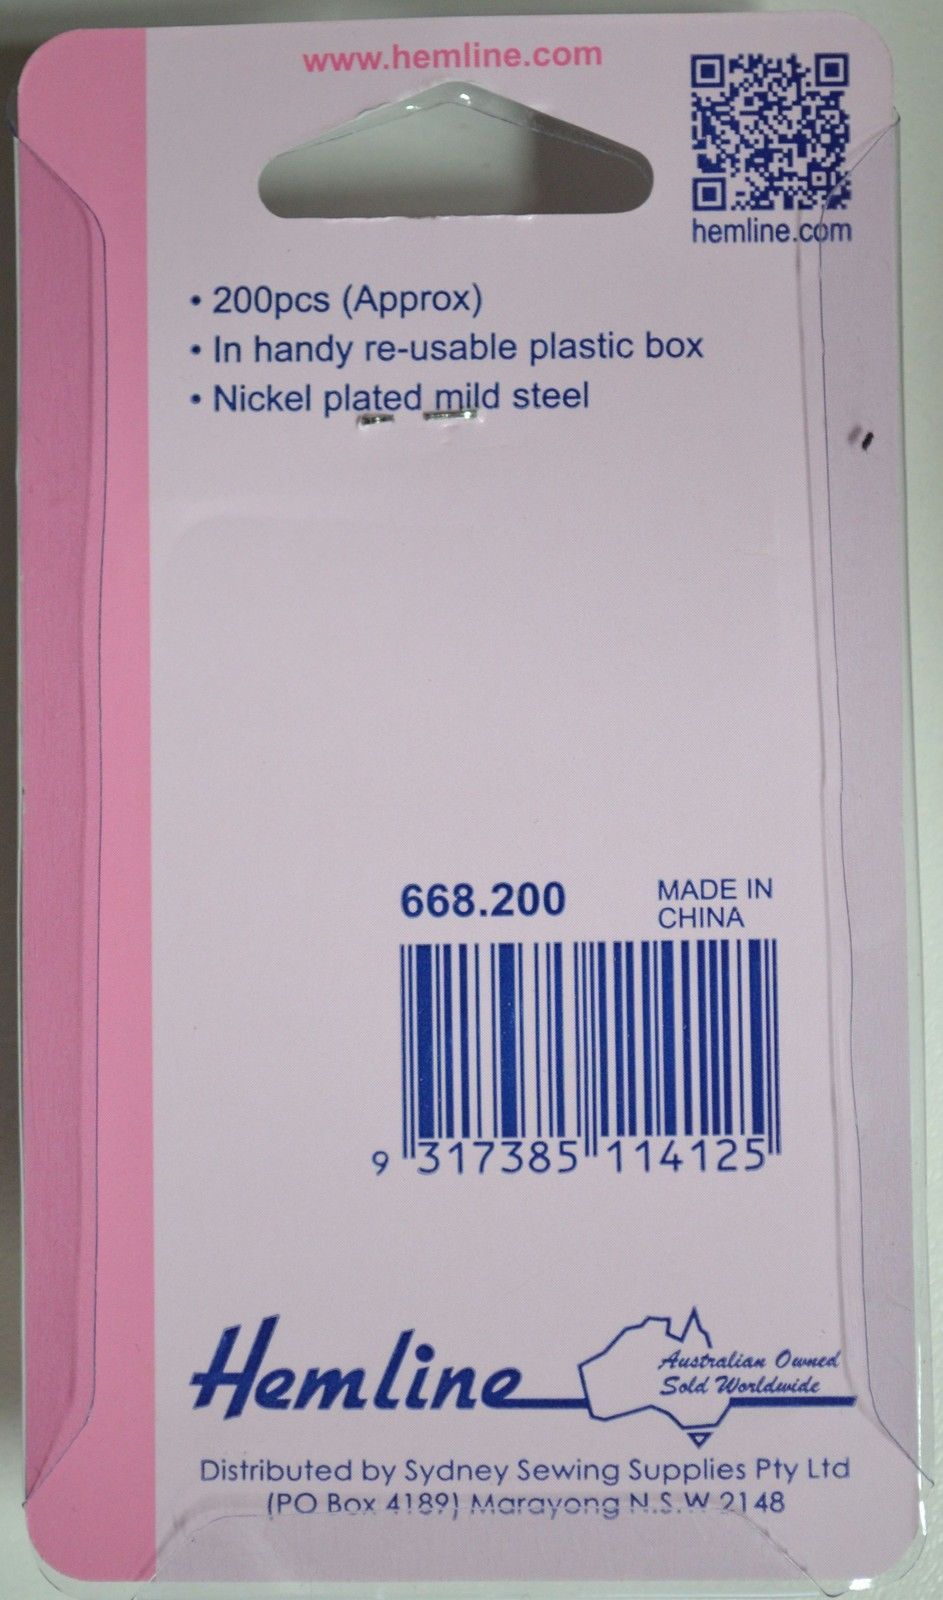 www.hemline.com
hemline.com
• 200pcs (Approx)
• In handy re-usable plastic box
• Nickel plated mild steel
668.200
MADE IN
CHINA
9 317385 114125
Hemline
Australian Owned
Sold Worldwide
Distributed by Sydney Sewing Supplies Pty Ltd
(PO Box 4189) Marayong N.S.W 2148